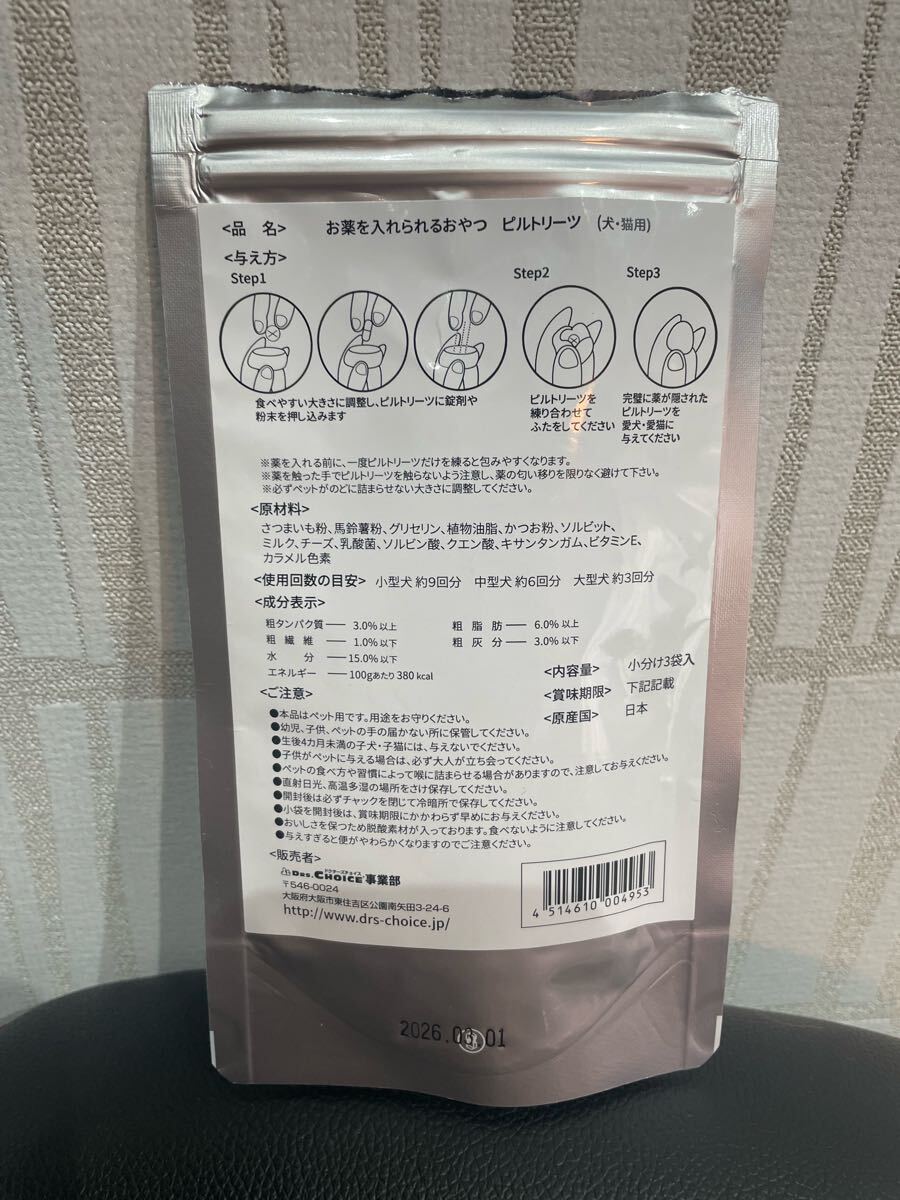 <品　名>　お薬を入れられるおやつ　ピルトリーツ　(犬・猫用)
<与え方>
Step1
Step2
Step3
食べやすい大きさに調整し、ピルトリーツに錠剤や
粉末を押し込みます
ピルトリーツを
練り合わせて
ふたをしてください
完璧に薬が隠された
ピルトリーツを
愛犬・愛猫に
与えてください
※薬を入れる前に、一度ピルトリーツだけを練ると包みやすくなります。
※薬を触った手でピルトリーツを触らないよう注意し、薬の匂い移りを限りなく避けて下さい。
※必ずペットがのどに詰まらせない大きさに調整してください。
<原材料>
さつまいも粉、馬鈴薯粉、グリセリン、植物油脂、かつお粉、ソルビット、
ミルク、チーズ、乳酸菌、ソルビン酸、クエン酸、キサンタンガム、ビタミンE、
カラメル色素
<使用回数の目安>　小型犬 約9回分　中型犬 約6回分　大型犬 約3回分
<成分表示>
粗タンパク質 ── 3.0% 以上　粗 脂 肪 ── 6.0% 以上
粗 繊 維 ── 1.0% 以下　粗 灰 分 ── 3.0% 以下
水　分 ── 15.0% 以下
エネルギー ── 100gあたり 380 kcal
<内容量>　小分け3袋入
<賞味期限>　下記記載
<原産国>　日本
<ご注意>
●本品はペット用です。用途をお守りください。
●幼児、子供、ペットの手の届かない所に保管してください。
●生後4カ月未満の子犬・子猫には、与えないでください。
●子供がペットに与える場合は、必ず大人が立ち会ってください。
●ペットの食べ方や習慣によって喉に詰まらせる場合がありますので、注意してお与えください。
●直射日光、高温多湿の場所をさけ保存してください。
●開封後は必ずチャックを閉じて冷暗所で保存してください。
●小袋を開封後は、賞味期限にかかわらず早めにお与えください。
●おいしさを保つため脱酸素材が入っております。食べないように注意してください。
●与えすぎると便がやわらかくなりますのでご注意ください。
<販売者>
ドクターズチョイス
DRS. CHOICE 事業部
〒546-0024
大阪府大阪市東住吉区公園南矢田3-24-6
http://www.drs-choice.jp/
4 514610 004953
2026. 01